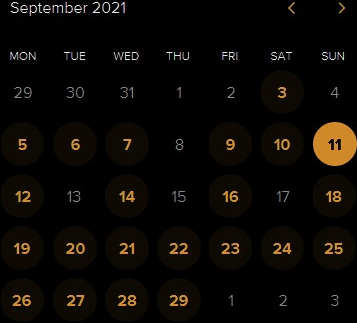 September 2021
MON TUE WED THU FRI SAT SUN
29 30 31 1 2 3 4
5 6 7 8 9 10 11
12 13 14 15 16 17 18
19 20 21 22 23 24 25
26 27 28 29 1 2 3